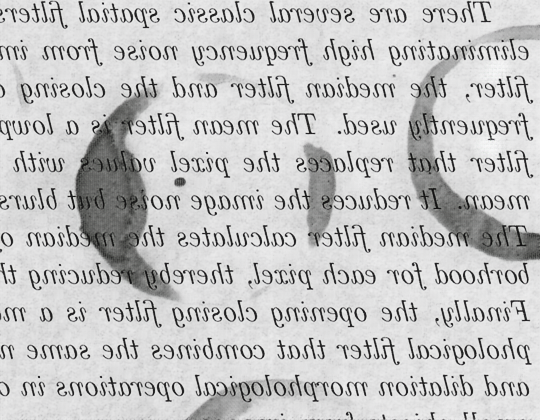 There are several classic spatial filters
eliminating high frequency noise from im
filter, the median filter and the closing
frequently used. The mean filter is a lowp
filter that replaces the pixel values with
mean. It reduces the image noise but blurs
The median filter calculates the median o
borhood for each pixel, thereby reducing th
Finally, the opening closing filter is a m
phological filter that combines the same n
and dilation morphological operations in o